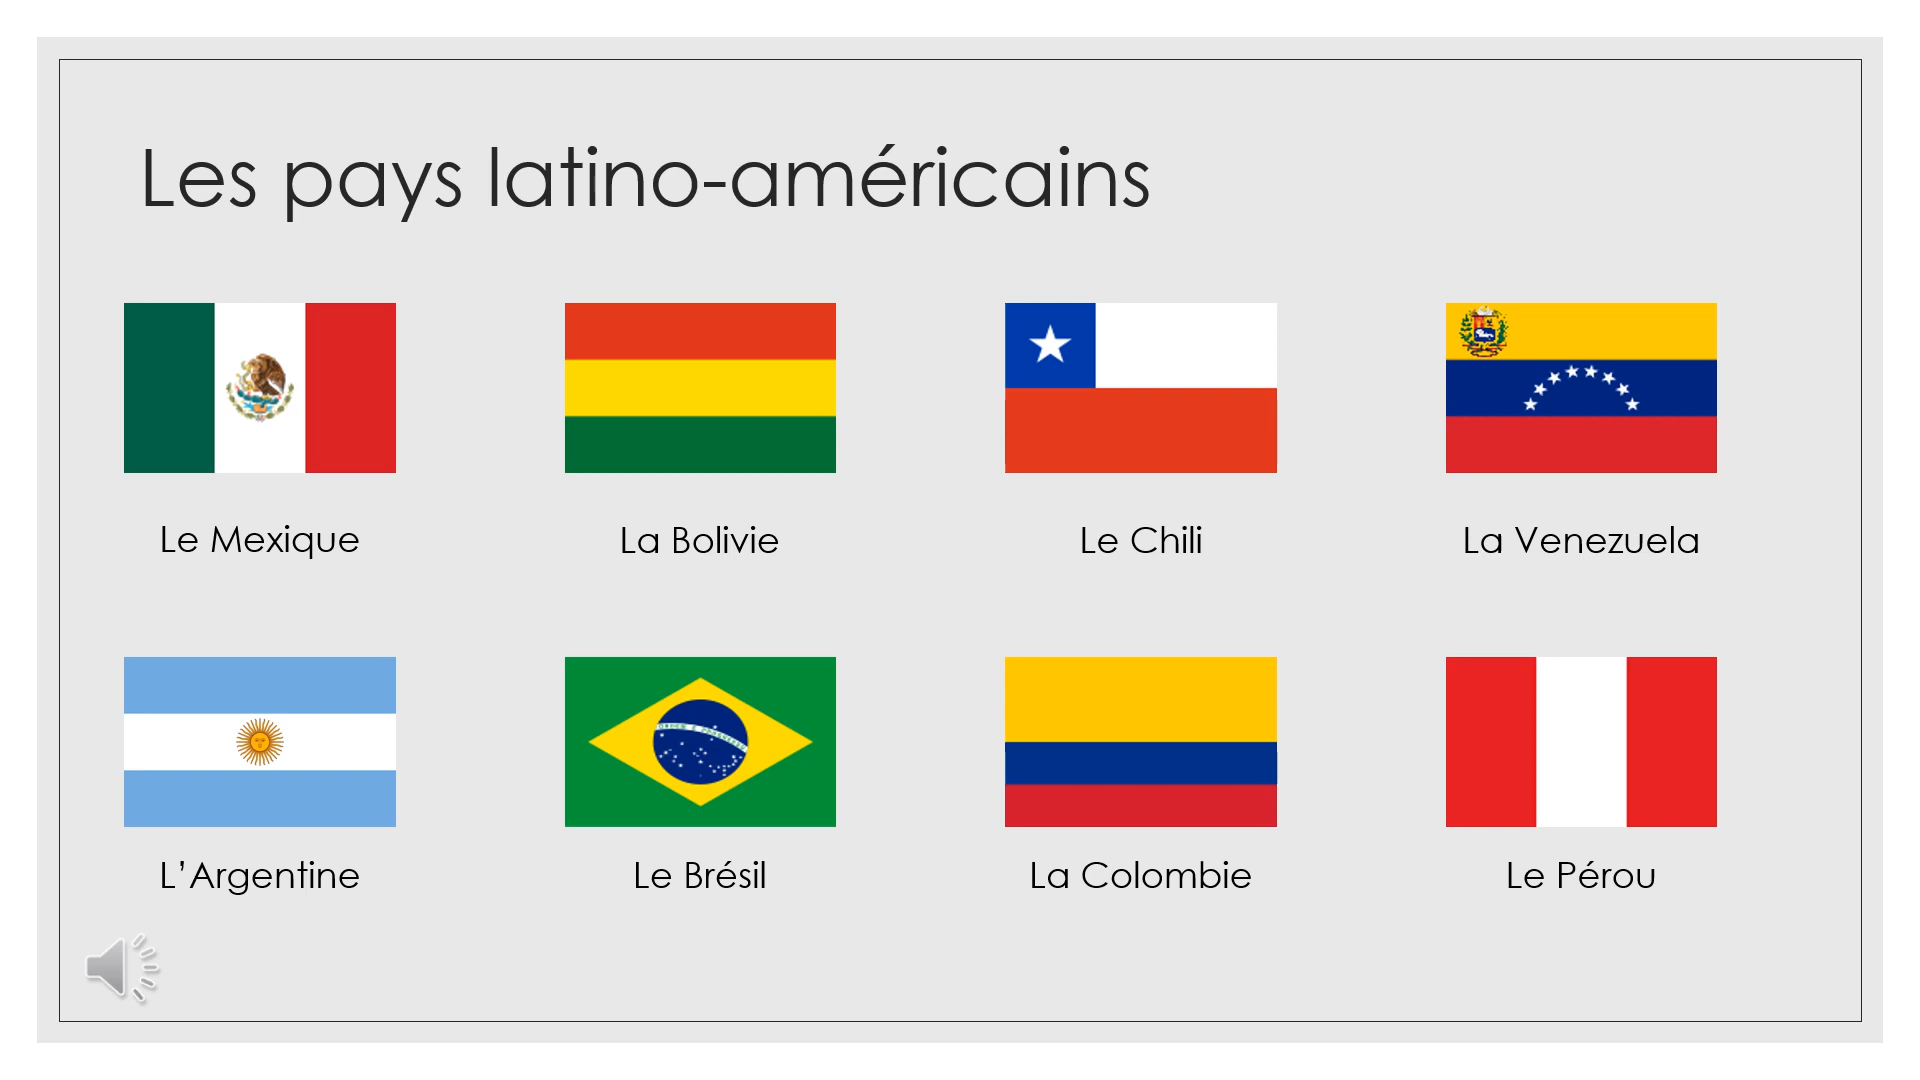 Les pays latino-américains
Le Mexique
La Bolivie
Le Chili
La Venezuela
L’Argentine
Le Brésil
La Colombie
Le Pérou